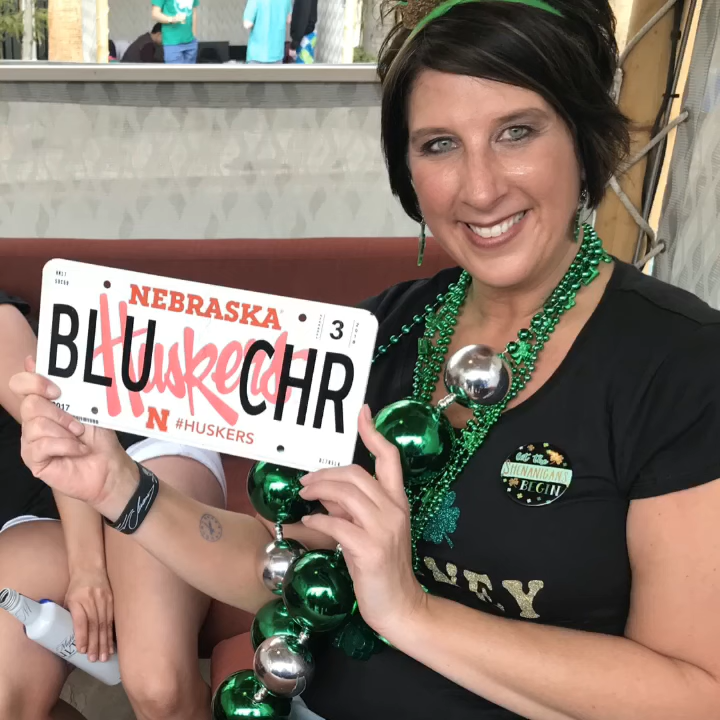 NEBRASKA
3
Huskers
BLU CHR
2017
N #HUSKERS
let the
SHENANIGANS
BEGIN